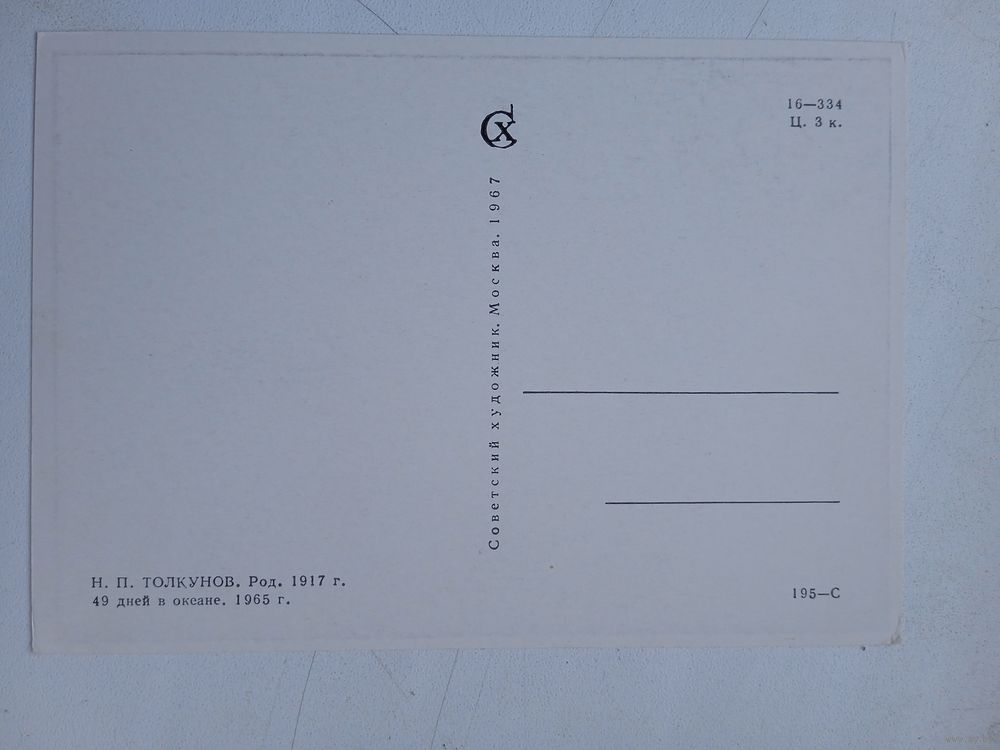 СХ
16—334
Ц. 3 к.
Советский художник. Москва. 1967
Н. П. ТОЛКУНОВ. Род. 1917 г.
49 дней в океане. 1965 г.
195—С